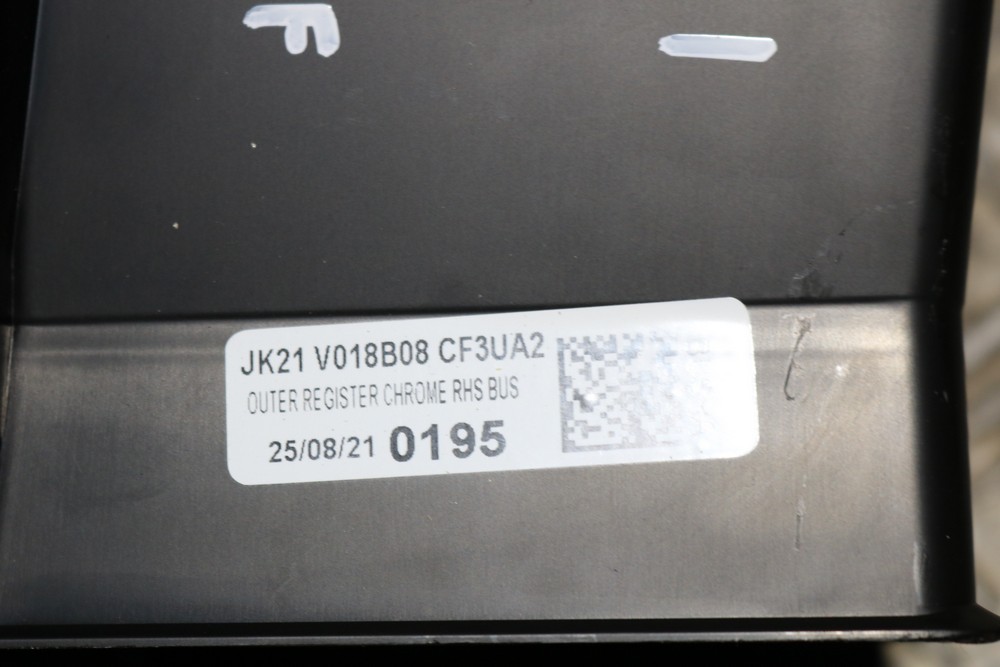 F
JK21 V018B08 CF3UA2
OUTER REGISTER CHROME RHS BUS
25/08/21 0195